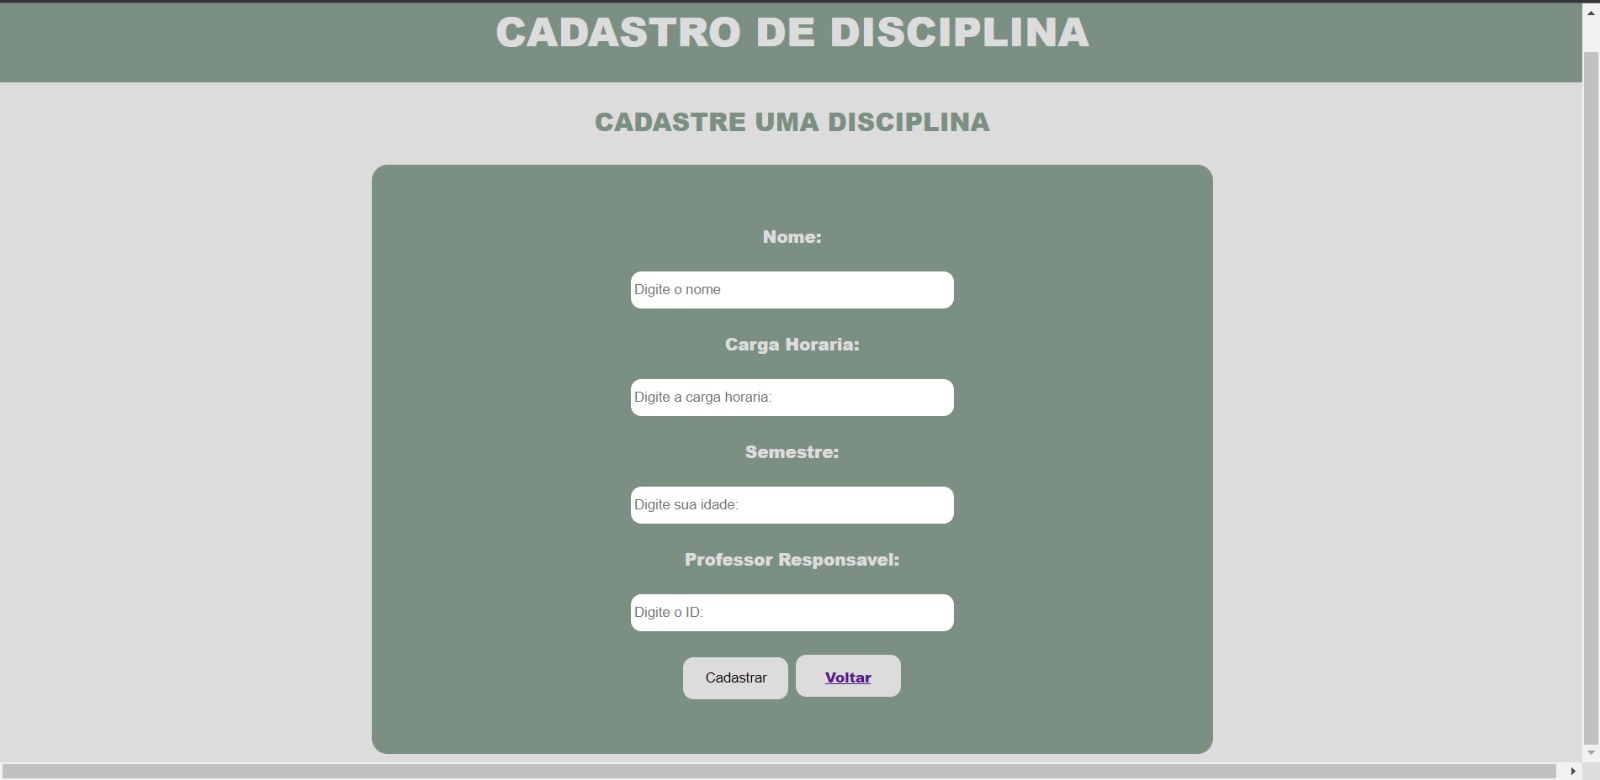 CADASTRO DE DISCIPLINA
CADASTRE UMA DISCIPLINA
Nome:
Digite o nome
Carga Horaria:
Digite a carga horaria:
Semestre:
Digite sua idade:
Professor Responsavel:
Digite o ID:
Cadastrar Voltar